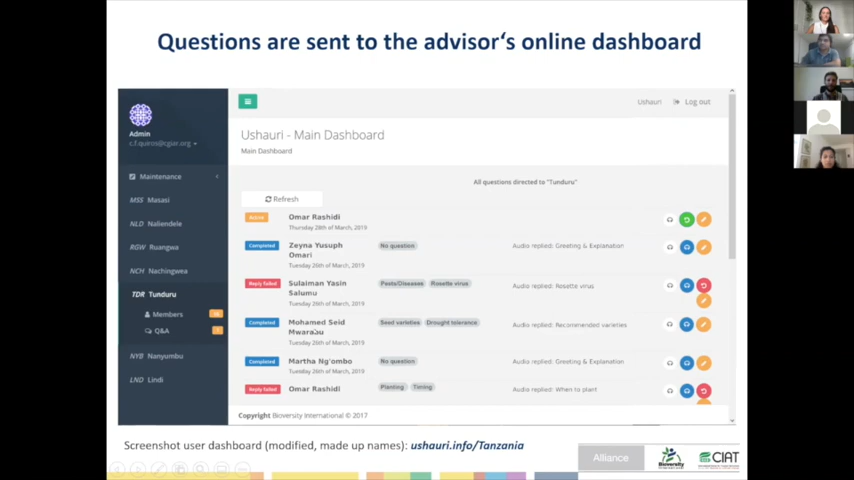 Questions are sent to the advisor's online dashboard
Admin
c.f.quiros@cgiar.org
Maintenance
MSS Masasi
NLD Naliendele
RGW Ruangwa
NCH Nachingwea
TDR Tunduru
Members
Q&A
NYB Nanyumbu
LND Lindi
Ushauri
Log out
Ushauri - Main Dashboard
Main Dashboard
All questions directed to "Tunduru"
Refresh
Active Omar Rashidi
Thursday 28th of March, 2019
Completed Zeyna Yusuph Omari No question Audio replied: Greeting & Explanation
Tuesday 26th of March, 2019
Reply failed Sulaiman Yasin Salumu Pests/Diseases Rosette virus Audio replied: Rosette virus
Tuesday 26th of March, 2019
Completed Mohamed Seid Mwarabu Seed varieties Drought tolerance Audio replied: Recommended varieties
Tuesday 26th of March, 2019
Completed Martha Ng'ombo No question Audio replied: Greeting & Explanation
Tuesday 26th of March, 2019
Reply failed Omar Rashidi Planting Timing Audio replied: When to plant
Copyright Bioversity International © 2017
Screenshot user dashboard (modified, made up names): ushauri.info/Tanzania
Alliance
Bioversity
CIAT